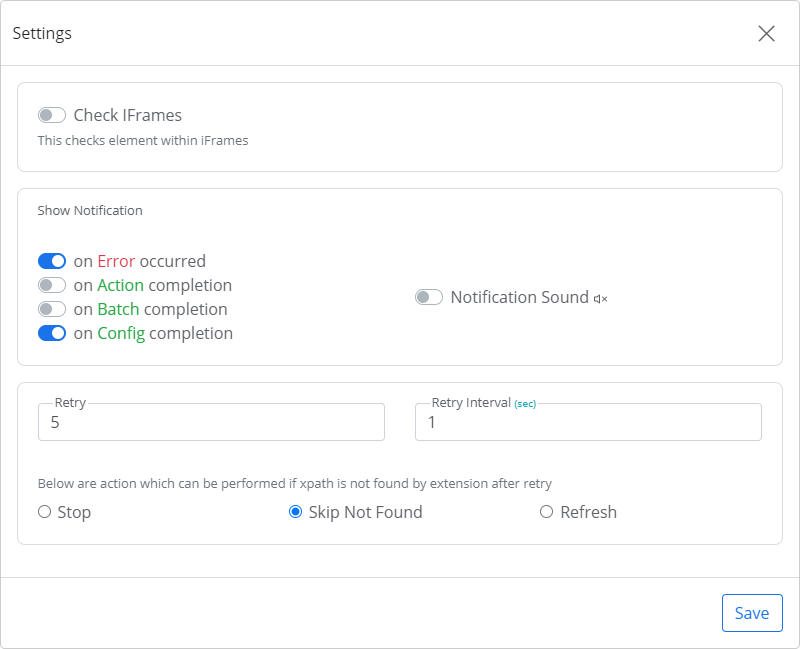 Settings
Check IFrames
This checks element within iFrames
Show Notification
on Error occurred
on Action completion
on Batch completion
on Config completion
Notification Sound
Retry
5
Retry Interval (sec)
1
Below are action which can be performed if xpath is not found by extension after retry
Stop
Skip Not Found
Refresh
Save